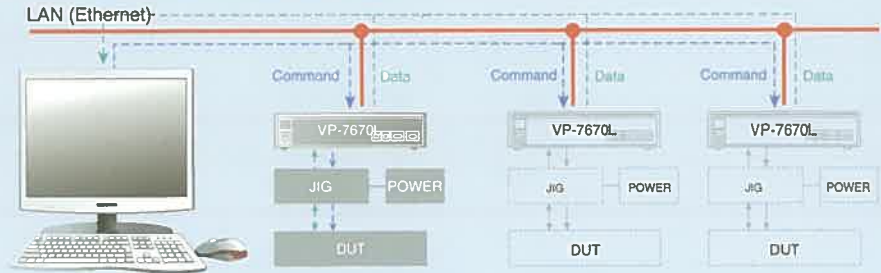 LAN (Ethernet)
Command Data Command Data Command Data
VP-7670L VP-7670L VP-7670L
JIG POWER JIG POWER JIG POWER
DUT DUT DUT